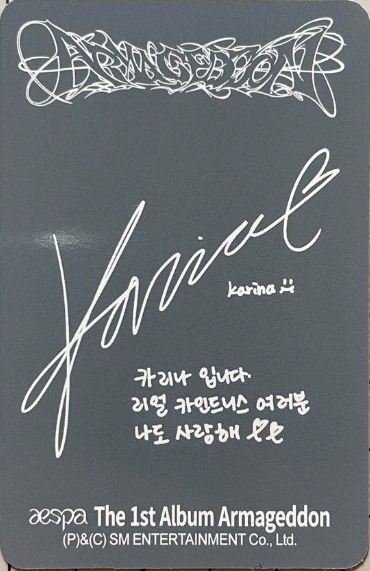 ARMAGEDDON
Karina
karina
카리나 입니다.
리얼 카인드니스 여러분
나도 사랑해
aespa The 1st Album Armageddon
(P)&(C) SM ENTERTAINMENT Co., Ltd.